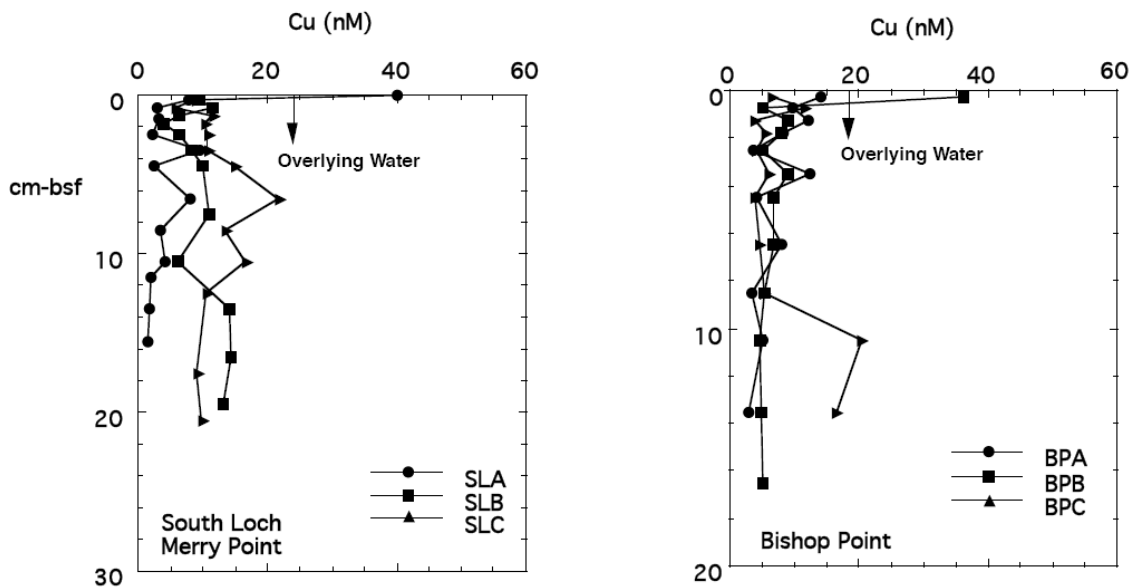 Cu (nM)
0 20 40 60
0
10
20
30
cm-bsf
Overlying Water
SLA
SLB
SLC
South Loch
Merry Point
Cu (nM)
0 20 40 60
0
10
20
Overlying Water
BPA
BPB
BPC
Bishop Point